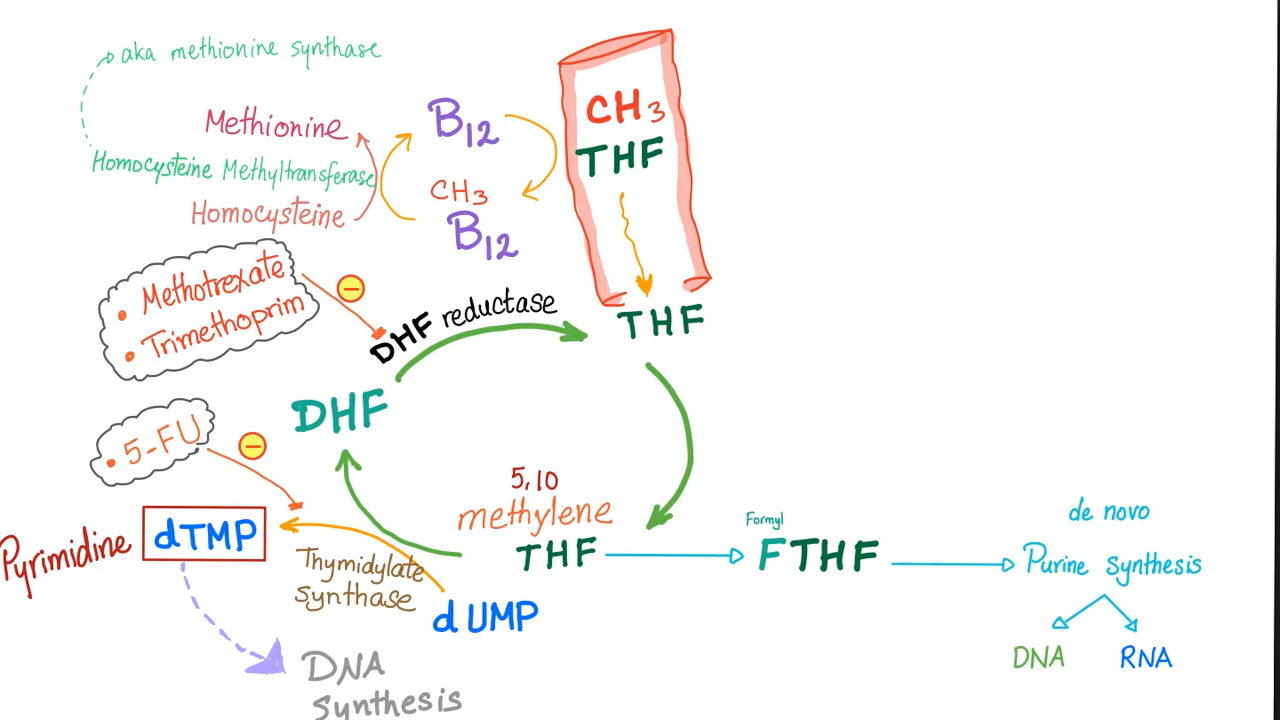 aka methionine synthase
Methionine
Homocysteine Methyltransferase
Homocysteine
B12
CH3
B12
CH3
THF
THF
• Methotrexate
• Trimethoprim
−
DHF reductase
DHF
• 5-FU
−
Pyrimidine
dTMP
Thymidylate
synthase
dUMP
5,10
methylene
THF
Formyl
FTHF
de novo
Purine synthesis
DNA
RNA
DNA
synthesis